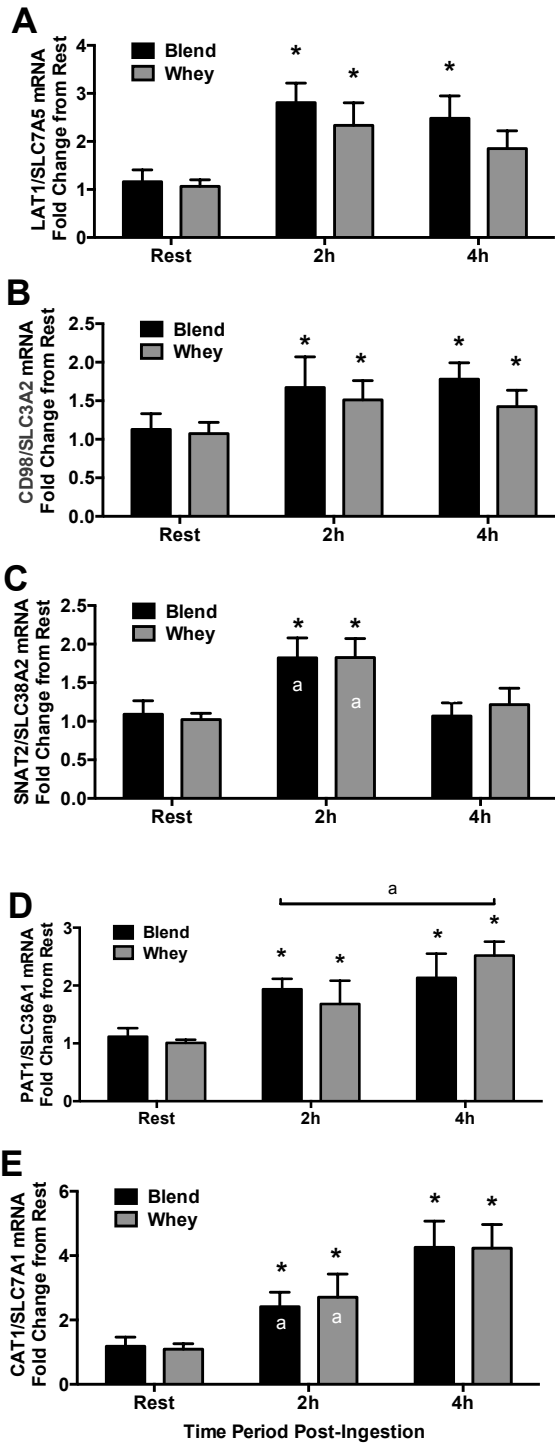 A
LAT1/SLC7A5 mRNA
Fold Change from Rest
4
3
2
1
0
Blend
Whey
* * *
Rest 2h 4h
B
CD98/SLC3A2 mRNA
Fold Change from Rest
2.5
2.0
1.5
1.0
0.5
0.0
Blend
Whey
* * * *
Rest 2h 4h
C
SNAT2/SLC38A2 mRNA
Fold Change from Rest
2.5
2.0
1.5
1.0
0.5
0.0
Blend
Whey
* *
a a
Rest 2h 4h
D
PAT1/SLC36A1 mRNA
Fold Change from Rest
3
2
1
0
Blend
Whey
a
* * * *
Rest 2h 4h
E
CAT1/SLC7A1 mRNA
Fold Change from Rest
6
4
2
0
Blend
Whey
* * * *
a a
Rest 2h 4h
Time Period Post-Ingestion